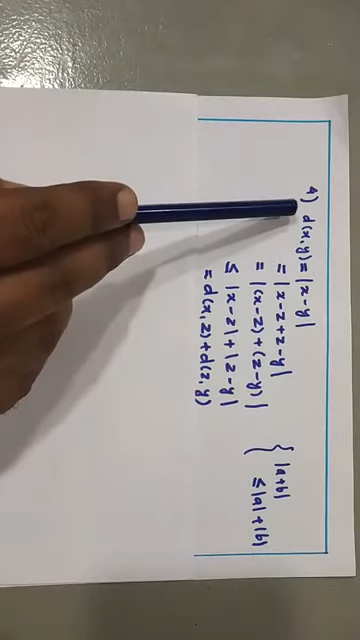 4) d(x,y) = |x-y|
= |x-z+z-y|
= |(x-z)+(z-y)|
≤ |x-z|+|z-y|
= d(x,z)+d(z,y)
{ |a+b|
≤|a|+|b|